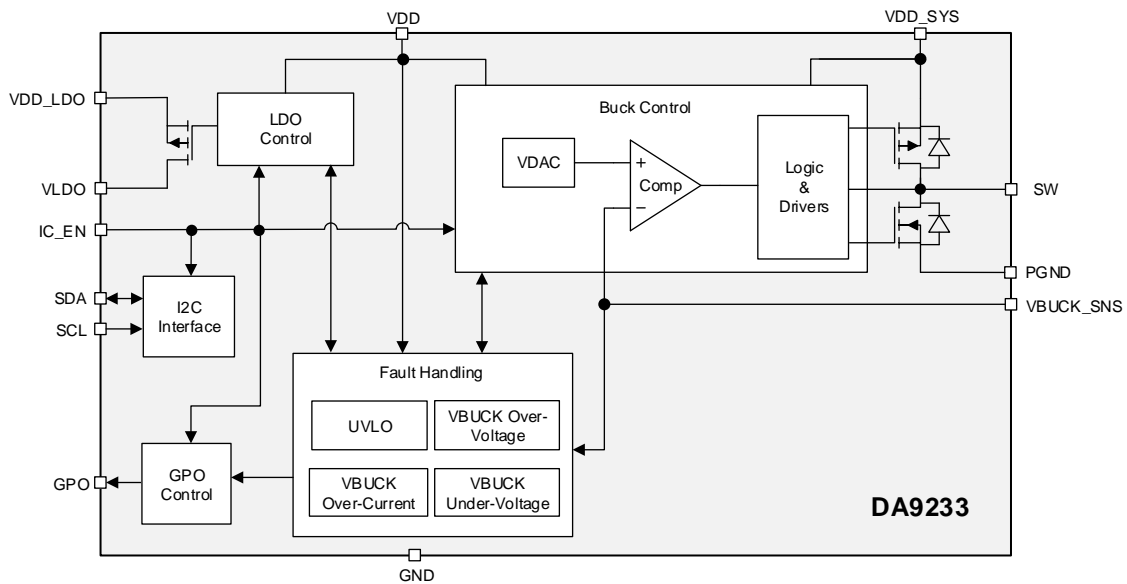 VDD
VDD_SYS
VDD_LDO
LDO
Control
Buck Control
VDAC
+
Comp
−
Logic
&
Drivers
VLDO
SW
IC_EN
PGND
SDA
I2C
Interface
SCL
VBUCK_SNS
Fault Handling
UVLO
VBUCK Over-
Voltage
VBUCK
Over-Current
VBUCK
Under-Voltage
GPO
GPO
Control
DA9233
GND